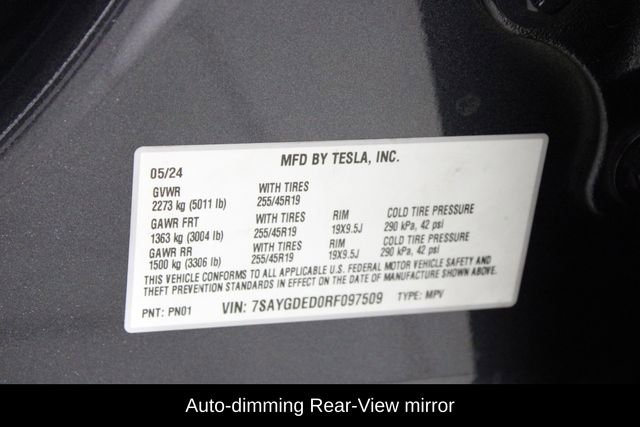 MFD BY TESLA, INC.
05/24
GVWR WITH TIRES
2273 kg (5011 lb) 255/45R19
GAWR FRT WITH TIRES RIM COLD TIRE PRESSURE
1363 kg (3004 lb) 255/45R19 19X9.5J 290 kPa, 42 psi
GAWR RR WITH TIRES RIM COLD TIRE PRESSURE
1500 kg (3306 lb) 255/45R19 19X9.5J 290 kPa, 42 psi
THIS VEHICLE CONFORMS TO ALL APPLICABLE U.S. FEDERAL MOTOR VEHICLE SAFETY AND
THEFT PREVENTION STANDARDS IN EFFECT ON THE DATE OF MANUFACTURE SHOWN ABOVE.
PNT: PN01 VIN: 7SAYGDED0RF097509 TYPE: MPV
Auto-dimming Rear-View mirror